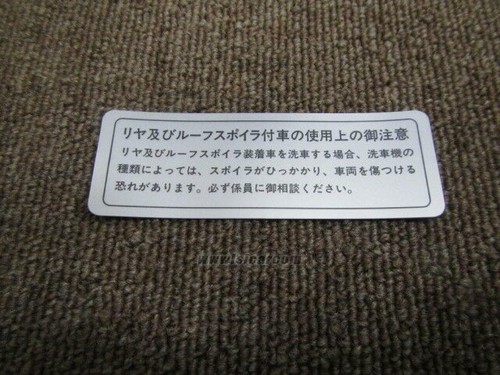 リヤ及びルーフスポイラ付車の使用上の御注意
リヤ及びルーフスポイラ装着車を洗車する場合、洗車機の
種類によっては、スポイラがひっかかり、車両を傷つける
恐れがあります。必ず係員に御相談ください。